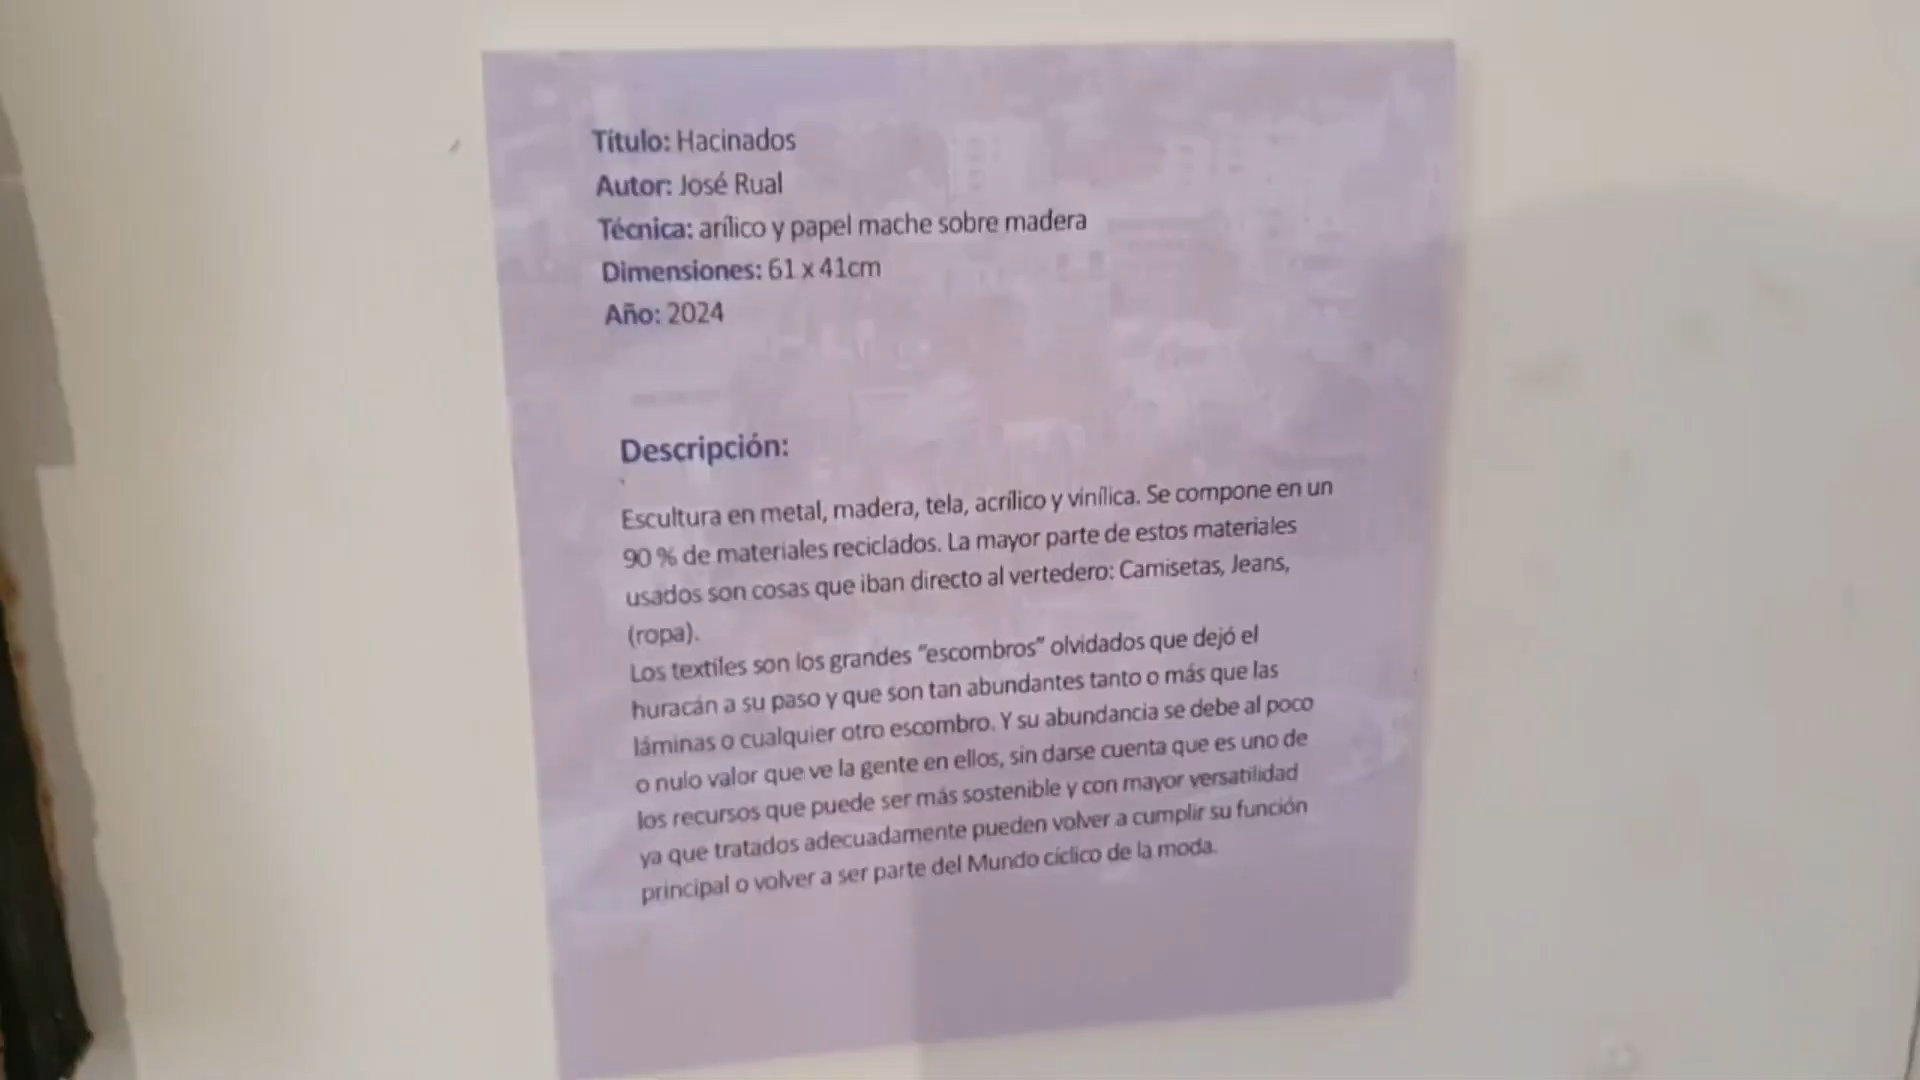 Título: Hacinados
Autor: José Rual
Técnica: arílico y papel mache sobre madera
Dimensiones: 61 x 41cm
Año: 2024
Descripción:
Escultura en metal, madera, tela, acrílico y vinílica. Se compone en un
90 % de materiales reciclados. La mayor parte de estos materiales
usados son cosas que iban directo al vertedero: Camisetas, Jeans,
(ropa).
Los textiles son los grandes "escombros" olvidados que dejó el
huracán a su paso y que son tan abundantes tanto o más que las
láminas o cualquier otro escombro. Y su abundancia se debe al poco
o nulo valor que ve la gente en ellos, sin darse cuenta que es uno de
los recursos que puede ser más sostenible y con mayor versatilidad
ya que tratados adecuadamente pueden volver a cumplir su función
principal o volver a ser parte del Mundo cíclico de la moda.